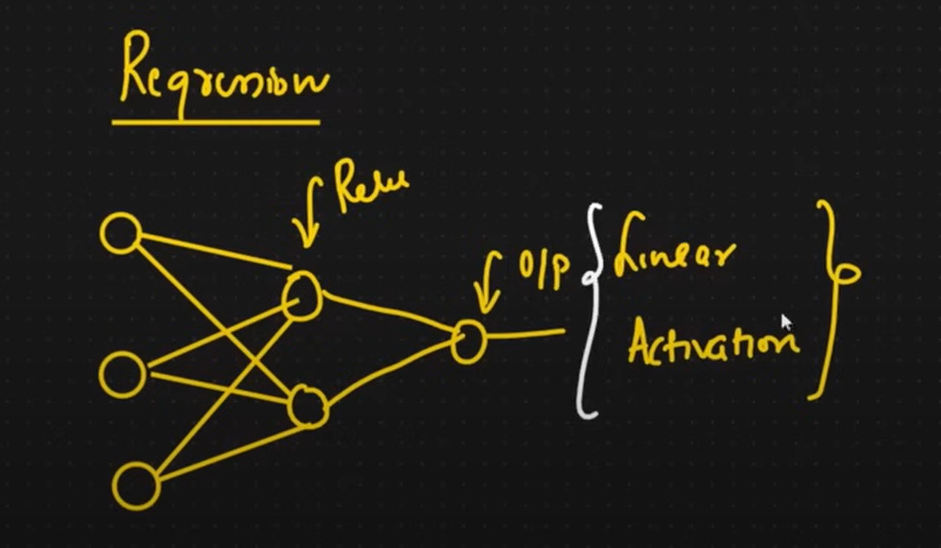 Regression
Relu
O/P
Linear
Activation